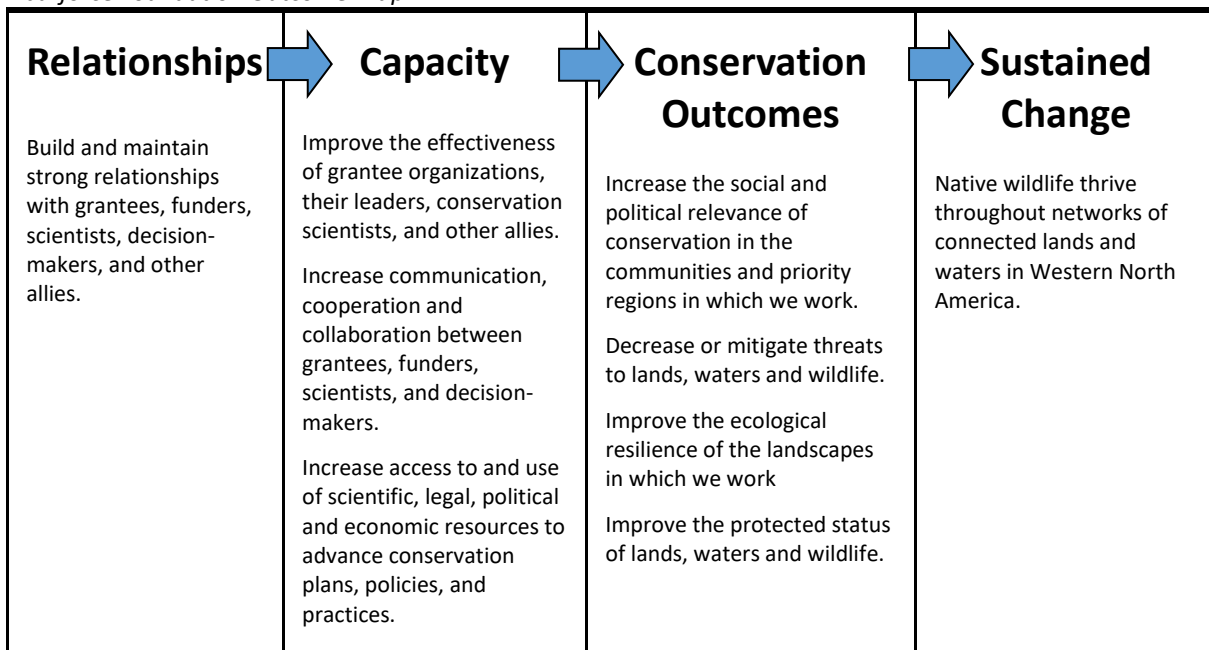 Relationships
Build and maintain
strong relationships
with grantees, funders,
scientists, decision-
makers, and other
allies.
Capacity
Improve the effectiveness
of grantee organizations,
their leaders, conservation
scientists, and other allies.
Increase communication,
cooperation and
collaboration between
grantees, funders,
scientists, and decision-
makers.
Increase access to and use
of scientific, legal, political
and economic resources to
advance conservation
plans, policies, and
practices.
Conservation
Outcomes
Increase the social and
political relevance of
conservation in the
communities and priority
regions in which we work.
Decrease or mitigate threats
to lands, waters and wildlife.
Improve the ecological
resilience of the landscapes
in which we work
Improve the protected status
of lands, waters and wildlife.
Sustained
Change
Native wildlife thrive
throughout networks of
connected lands and
waters in Western North
America.